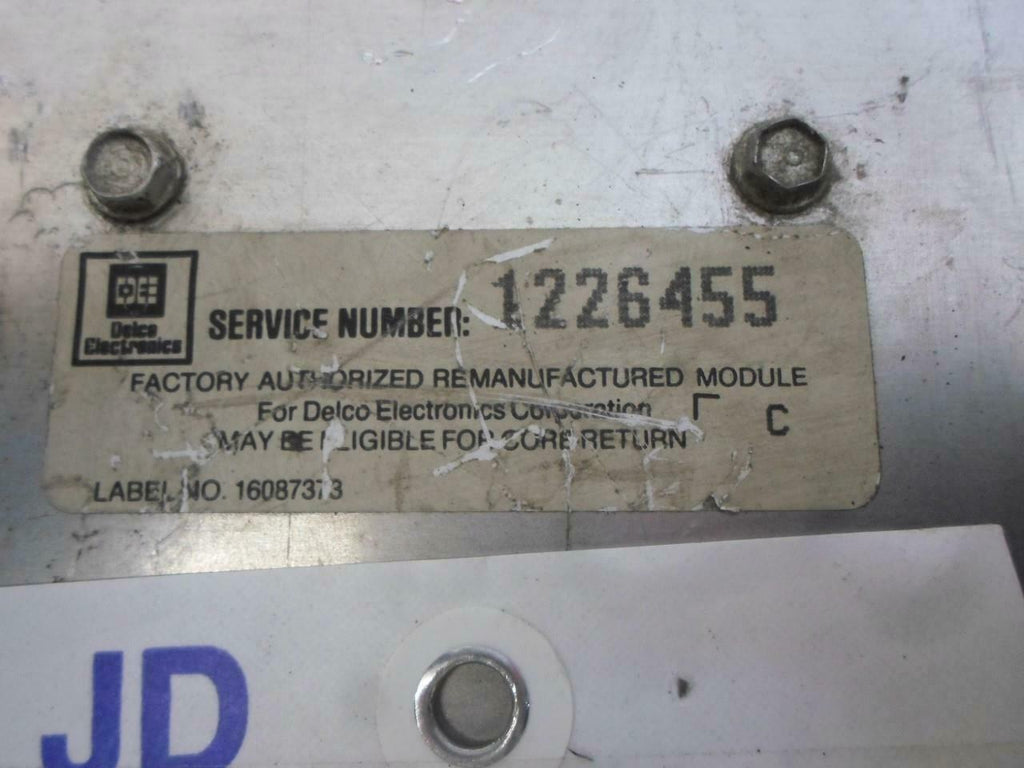 DE
Delco
Electronics
SERVICE NUMBER: 1226455
FACTORY AUTHORIZED REMANUFACTURED MODULE
For Delco Electronics Corporation
C
MAY BE ELIGIBLE FOR CORE RETURN
LABEL NO. 16087373
JD